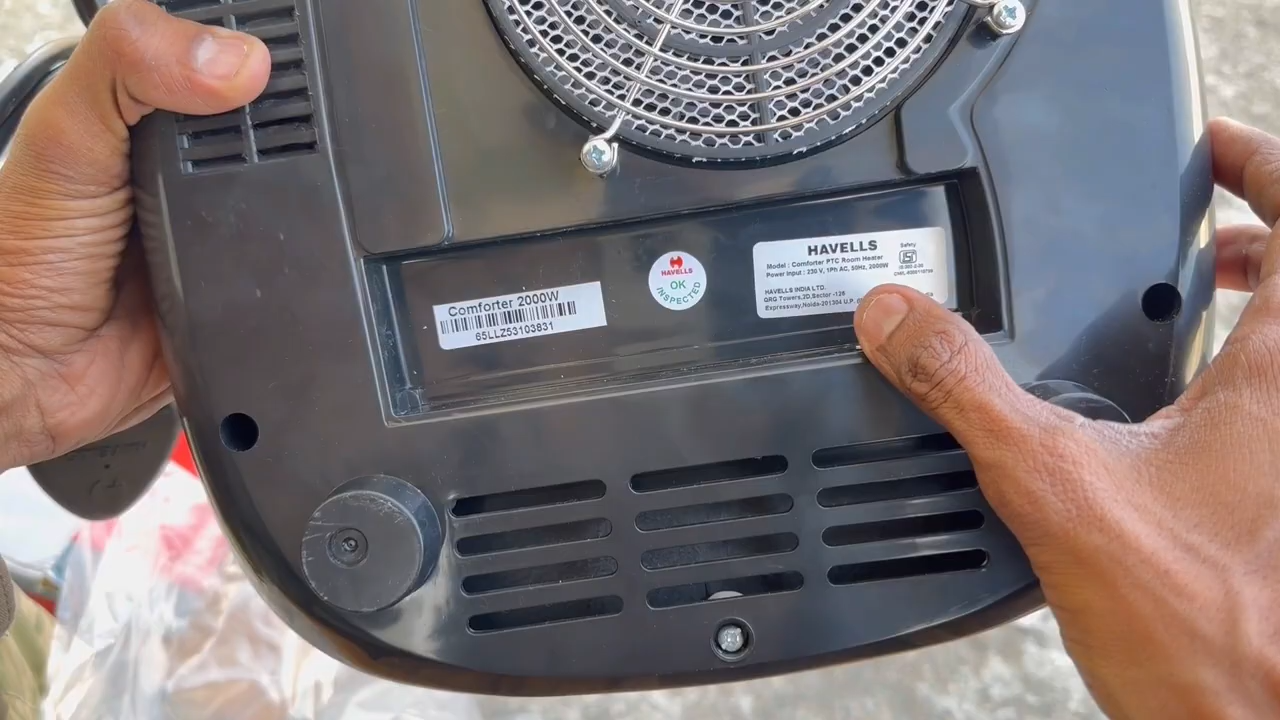 Comforter 2000W
65LLZ53103831
HAVELLS
OK
INSPECTED
HAVELLS
Model : Comforter PTC Room Heater
Power Input : 230 V, 1Ph AC, 50Hz, 2000W
HAVELLS INDIA LTD.
QRG Towers,2D,Sector -126
Expressway,Noida-201304 U.P.
Safety